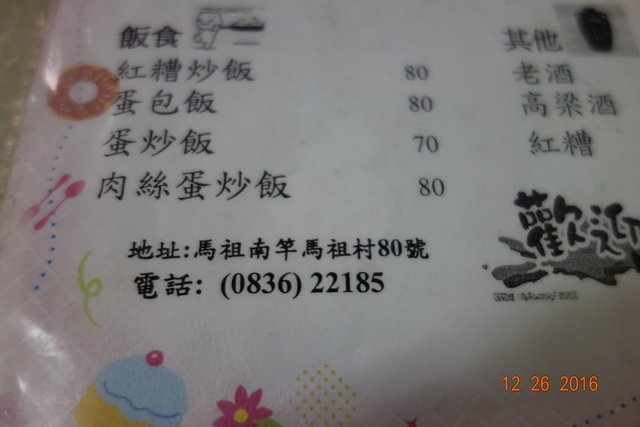 飯食
紅糟炒飯 80
蛋包飯 80
蛋炒飯 70
肉絲蛋炒飯 80
其他
老酒
高梁酒
紅糟
地址:馬祖南竿馬祖村80號
電話: (0836) 22185
歡迎
12 26 2016